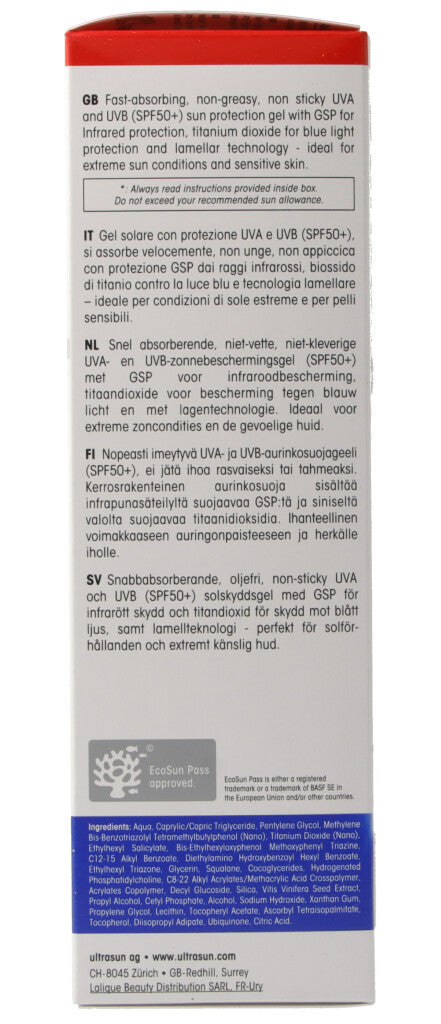 GB Fast-absorbing, non-greasy, non sticky UVA
and UVB (SPF50+) sun protection gel with GSP for
Infrared protection, titanium dioxide for blue light
protection and lamellar technology - ideal for
extreme sun conditions and sensitive skin.
*: Always read instructions provided inside box.
Do not exceed your recommended sun allowance.
IT Gel solare con protezione UVA e UVB (SPF50+),
si assorbe velocemente, non unge, non appiccica
con protezione GSP dai raggi infrarossi, biossido
di titanio contro la luce blu e tecnologia lamellare
– ideale per condizioni di sole estreme e per pelli
sensibili.
NL Snel absorberende, niet-vette, niet-kleverige
UVA- en UVB-zonnebeschermingsgel (SPF50+)
met GSP voor infraroodbescherming,
titaandioxide voor bescherming tegen blauw
licht en met lagentechnologie. Ideaal voor
extreme zoncondities en de gevoelige huid.
FI Nopeasti imeytyvä UVA- ja UVB-aurinkosuojageeli
(SPF50+), ei jätä ihoa rasvaiseksi tai tahmeaksi.
Kerrosrakenteinen aurinkosuoja sisältää
infrapunasäteilyltä suojaavaa GSP:tä ja siniseltä
valolta suojaavaa titaanidioksidia. Ihanteellinen
voimakkaaseen auringonpaisteeseen ja herkälle
iholle.
SV Snabbabsorberande, oljefri, non-sticky UVA
och UVB (SPF50+) solskyddsgel med GSP för
infrarött skydd och titandioxid för skydd mot blått
ljus, samt lamellteknologi - perfekt för solför-
hållanden och extremt känslig hud.
©
EcoSun Pass
approved.
EcoSun Pass is either a registered
trademark or a trademark of BASF SE in
the European Union and/or other countries.
Ingredients: Aqua, Caprylic/Capric Triglyceride, Pentylene Glycol, Methylene
Bis-Benzotriazolyl Tetramethylbutylphenol (Nano), Titanium Dioxide (Nano),
Ethylhexyl Salicylate, Bis-Ethylhexyloxyphenol Methoxyphenyl Triazine,
C12-15 Alkyl Benzoate, Diethylamino Hydroxybenzoyl Hexyl Benzoate,
Ethylhexyl Triazone, Glycerin, Squalane, Cocoglycerides, Hydrogenated
Phosphatidylcholine, C8-22 Alkyl Acrylates/Methacrylic Acid Crosspolymer,
Acrylates Copolymer, Decyl Glucoside, Silica, Vitis Vinifera Seed Extract,
Propyl Alcohol, Cetyl Phosphate, Alcohol, Sodium Hydroxide, Xanthan Gum,
Propylene Glycol, Lecithin, Tocopheryl Acetate, Ascorbyl Tetraisopalmitate,
Tocopherol, Diisopropyl Adipate, Ubiquinone, Citric Acid.
ultrasun ag • www.ultrasun.com
CH-8045 Zürich • GB-Redhill, Surrey
Lalique Beauty Distribution SARL, FR-Ury